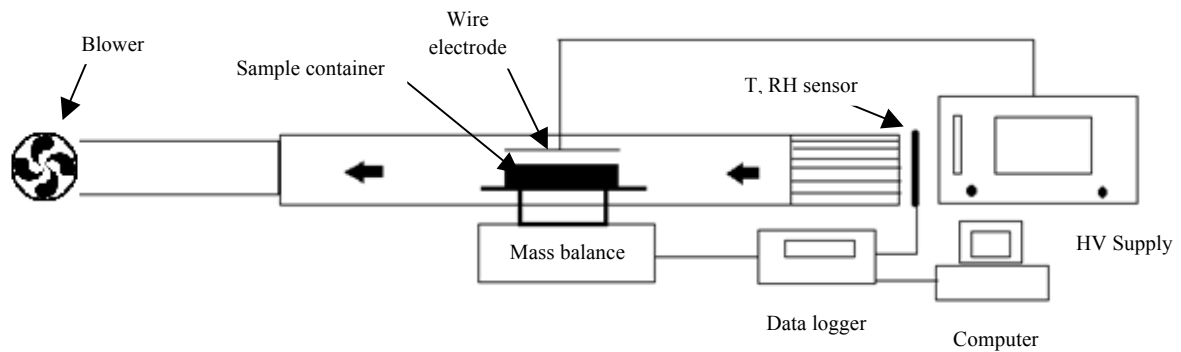 Wire
electrode
Blower
Sample container
T, RH sensor
Mass balance
HV Supply
Data logger
Computer